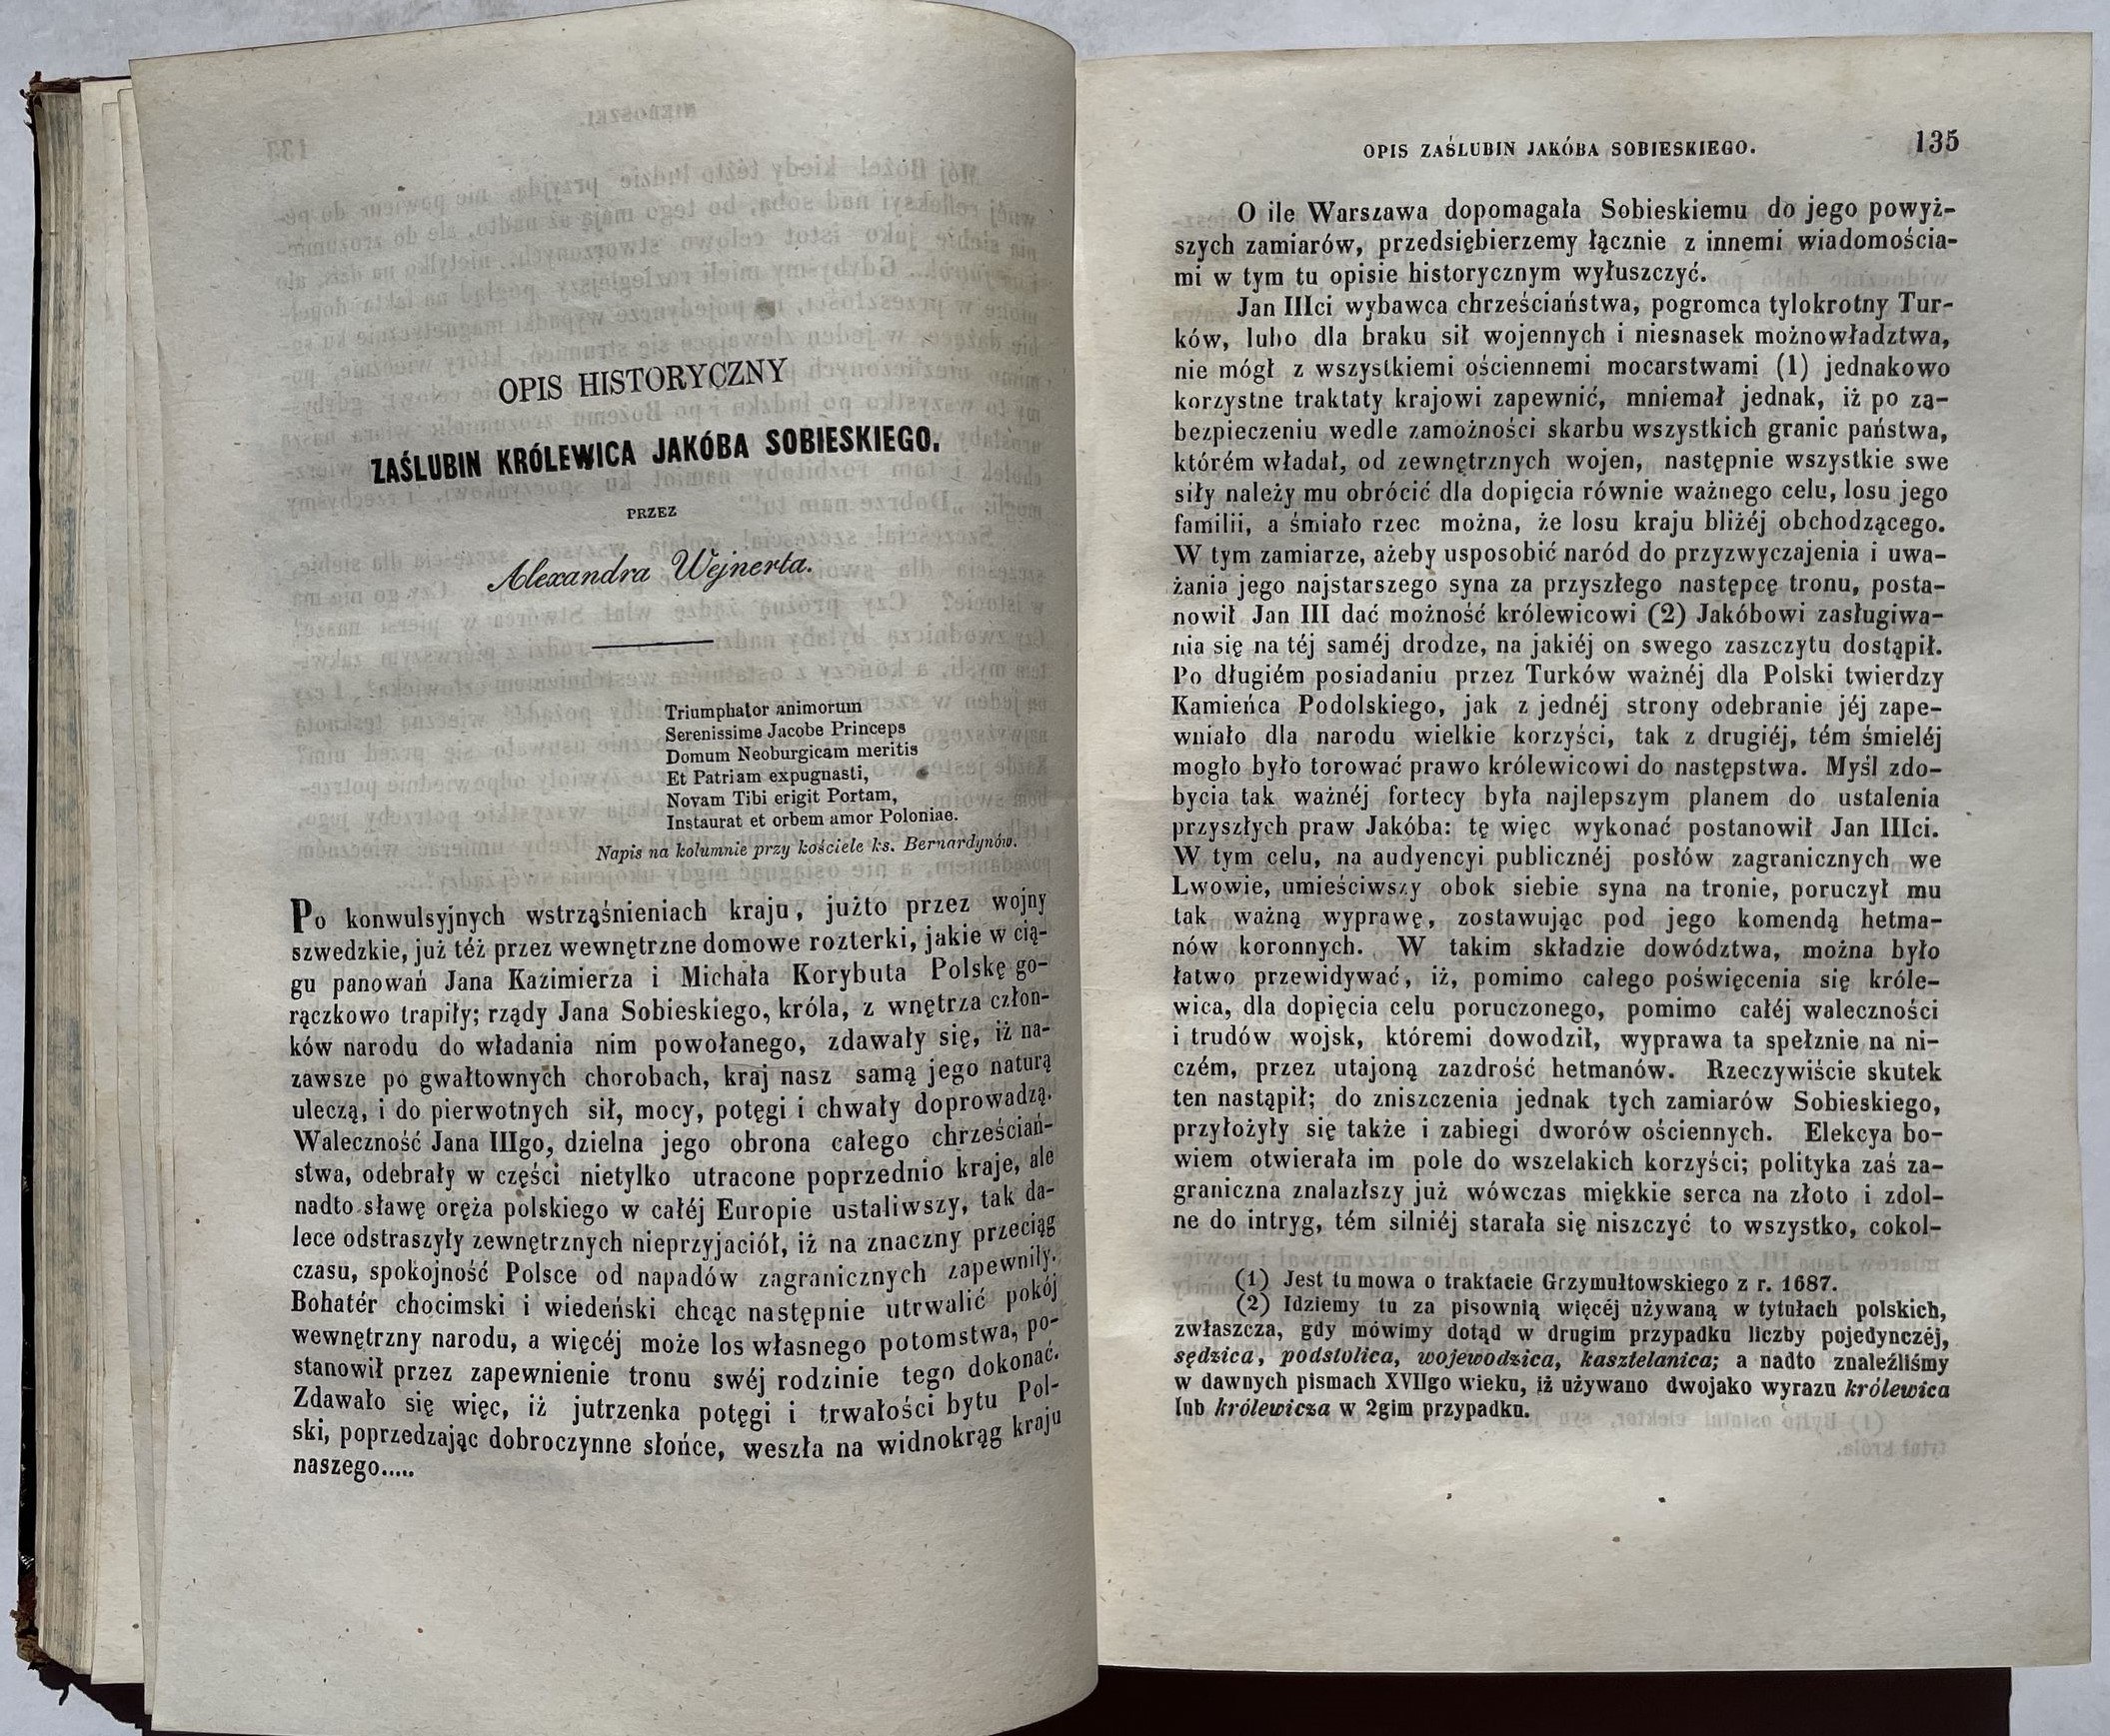 OPIS HISTORYCZNY
ZAŚLUBIN KRÓLEWICA JAKÓBA SOBIESKIEGO.
PRZEZ
Alexandra Wejnerta.
Triumphator animorum
Serenissime Jacobe Princeps
Domum Neoburgicam meritis
Et Patriam expugnasti,
Novam Tibi erigit Portam,
Instaurat et orbem amor Poloniae.
Napis na kolumnie przy kościele ks. Bernardynów.
Po konwulsyjnych wstrząśnieniach kraju, jużto przez wojny
szwedzkie, już téż przez wewnętrzne domowe rozterki, jakie w cią-
gu panowań Jana Kazimierza i Michała Korybuta Polskę go-
rączkowo trapiły; rządy Jana Sobieskiego, króla, z wnętrza człon-
ków narodu do władania nim powołanego, zdawały się, iż na-
zawsze po gwałtownych chorobach, kraj nasz samą jego naturą
uleczą, i do pierwotnych sił, mocy, potęgi i chwały doprowadzą.
Waleczność Jana IIIgo, dzielna jego obrona całego chrześciań-
stwa, odebrały w części nietylko utracone poprzednio kraje, ale
nadto sławę oręża polskiego w całéj Europie ustaliwszy, tak da-
lece odstraszyły zewnętrznych nieprzyjaciół, iż na znaczny przeciąg
czasu, spokojność Polsce od napadów zagranicznych zapewniły.
Bohatér chocimski i wiedeński chcąc następnie utrwalić pokój
wewnętrzny narodu, a więcéj może los własnego potomstwa, po-
stanowił przez zapewnienie tronu swéj rodzinie tego dokonać.
Zdawało się więc, iż jutrzenka potęgi i trwałości bytu Pol-
ski, poprzedzając dobroczynne słońce, weszła na widnokrąg kraju
naszego.....
OPIS ZAŚLUBIN JAKÓBA SOBIESKIEGO. 135
O ile Warszawa dopomagała Sobieskiemu do jego powyż-
szych zamiarów, przedsiębierzemy łącznie z innemi wiadomościa-
mi w tym tu opisie historycznym wyłuszczyć.
Jan IIIci wybawca chrześciaństwa, pogromca tylokrotny Tur-
ków, lubo dla braku sił wojennych i niesnasek możnowładztwa,
nie mógł z wszystkiemi ościennemi mocarstwami (1) jednakowo
korzystne traktaty krajowi zapewnić, mniemał jednak, iż po za-
bezpieczeniu wedle zamożności skarbu wszystkich granic państwa,
którém władał, od zewnętrznych wojen, następnie wszystkie swe
siły należy mu obrócić dla dopięcia równie ważnego celu, losu jego
familii, a śmiało rzec można, że losu kraju bliżéj obchodzącego.
W tym zamiarze, ażeby usposobić naród do przyzwyczajenia i uwa-
żania jego najstarszego syna za przyszłego następcę tronu, posta-
nowił Jan III dać możność królewicowi (2) Jakóbowi zasługiwa-
nia się na téj saméj drodze, na jakiéj on swego zaszczytu dostąpił.
Po długiém posiadaniu przez Turków ważnéj dla Polski twierdzy
Kamieńca Podolskiego, jak z jednéj strony odebranie jéj zape-
wniało dla narodu wielkie korzyści, tak z drugiéj, tém śmieléj
mogło było torować prawo królewicowi do następstwa. Myśl zdo-
bycia tak ważnéj fortecy była najlepszym planem do ustalenia
przyszłych praw Jakóba: tę więc wykonać postanowił Jan IIIci.
W tym celu, na audyencyi publicznéj posłów zagranicznych we
Lwowie, umieściwszy obok siebie syna na tronie, poruczył mu
tak ważną wyprawę, zostawując pod jego komendą hetma-
nów koronnych. W takim składzie dowództwa, można było
łatwo przewidywać, iż, pomimo całego poświęcenia się króle-
wica, dla dopięcia celu poruczonego, pomimo całéj waleczności
i trudów wojsk, któremi dowodził, wyprawa ta spełznie na ni-
czém, przez utajoną zazdrość hetmanów. Rzeczywiście skutek
ten nastąpił; do zniszczenia jednak tych zamiarów Sobieskiego,
przyłożyły się także i zabiegi dworów ościennych. Elekcya bo-
wiem otwierała im pole do wszelakich korzyści; polityka zaś za-
graniczna znalazłszy już wówczas miękkie serca na złoto i zdol-
ne do intryg, tém silniéj starała się niszczyć to wszystko, cokol-
(1) Jest tu mowa o traktacie Grzymułtowskiego z r. 1687.
(2) Idziemy tu za pisownią więcéj używaną w tytułach polskich,
zwłaszcza, gdy mówimy dotąd w drugim przypadku liczby pojedynczéj,
sędzica, podstolica, wojewodzica, kasztelanica; a nadto znaleźliśmy
w dawnych pismach XVIIgo wieku, iż używano dwojako wyrazu królewica
lub królewicza w 2gim przypadku.